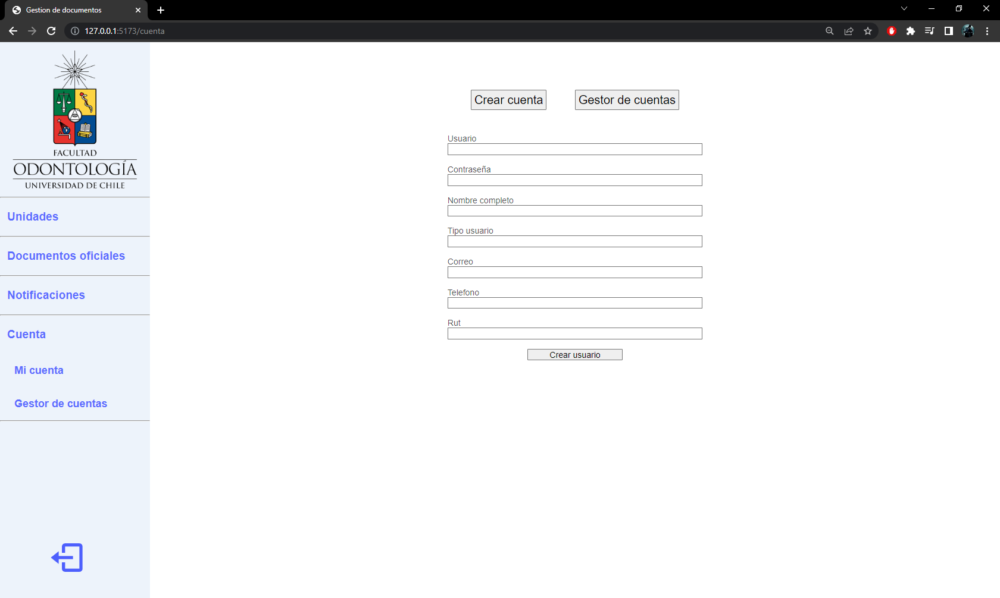 Gestion de documentos
127.0.0.1:5173/cuenta
FACULTAD
ODONTOLOGÍA
UNIVERSIDAD DE CHILE
Unidades
Documentos oficiales
Notificaciones
Cuenta
Mi cuenta
Gestor de cuentas
Crear cuenta
Gestor de cuentas
Usuario
Contraseña
Nombre completo
Tipo usuario
Correo
Telefono
Rut
Crear usuario